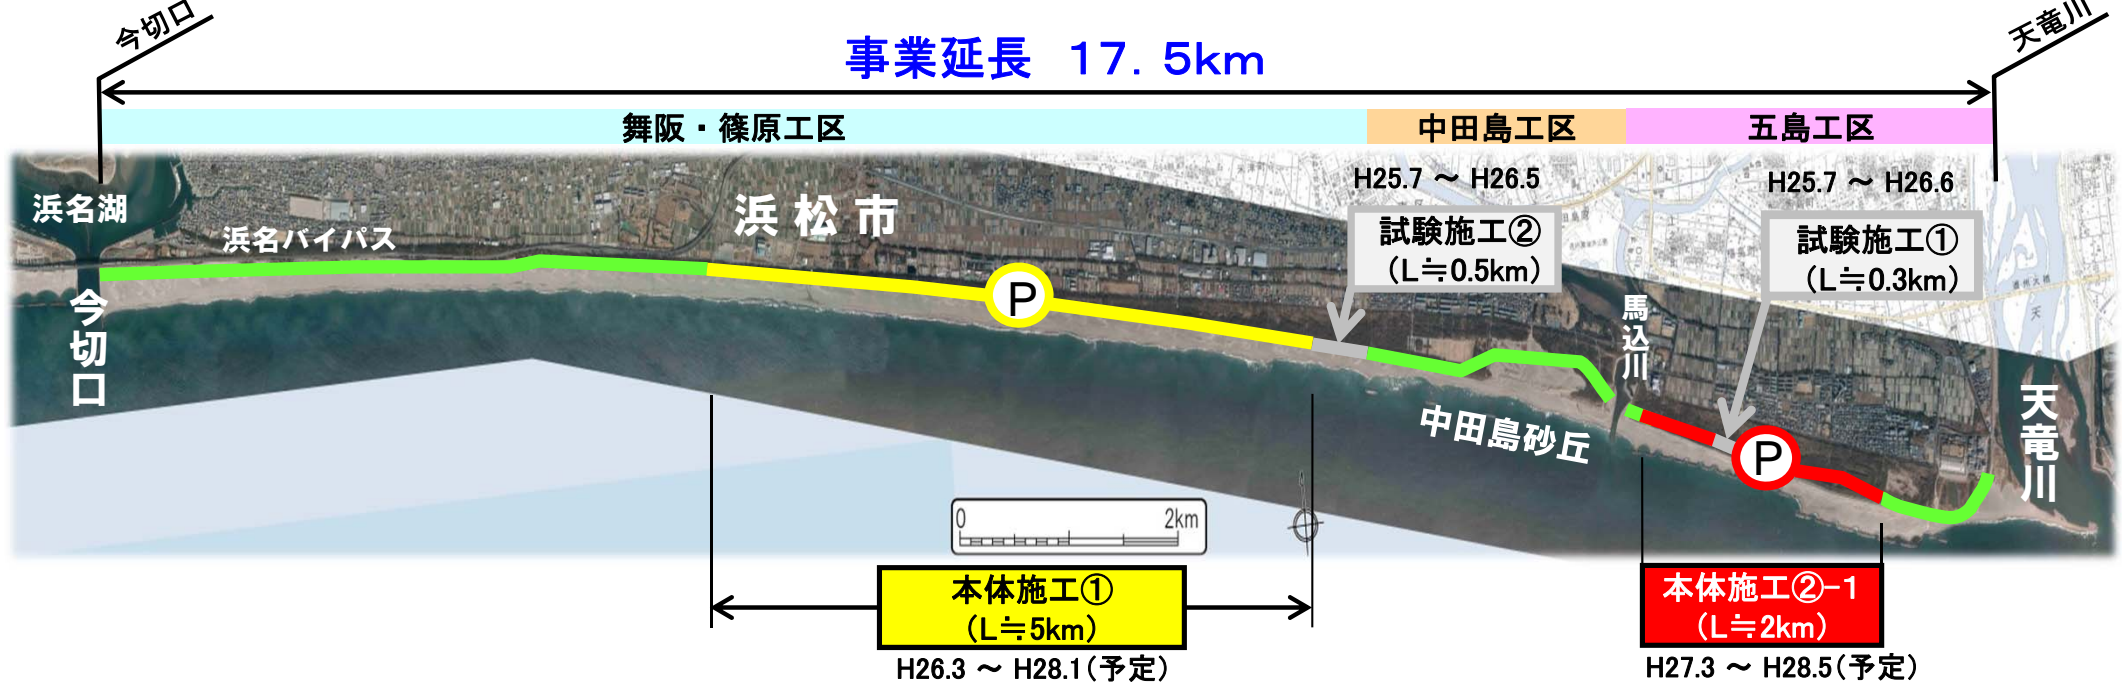 今切口
天竜川
事業延長 17．5km
舞阪・篠原工区
中田島工区
五島工区
H25.7 ～ H26.5
H25.7 ～ H26.6
浜名湖
浜名バイパス
浜松市
試験施工②
（L≒0.5km）
試験施工①
（L≒0.3km）
P
今切口
馬込川
中田島砂丘
P
天竜川
0 2km
本体施工①
（L≒5km）
H26.3 ～ H28.1（予定）
本体施工②-1
（L≒2km）
H27.3 ～ H28.5（予定）